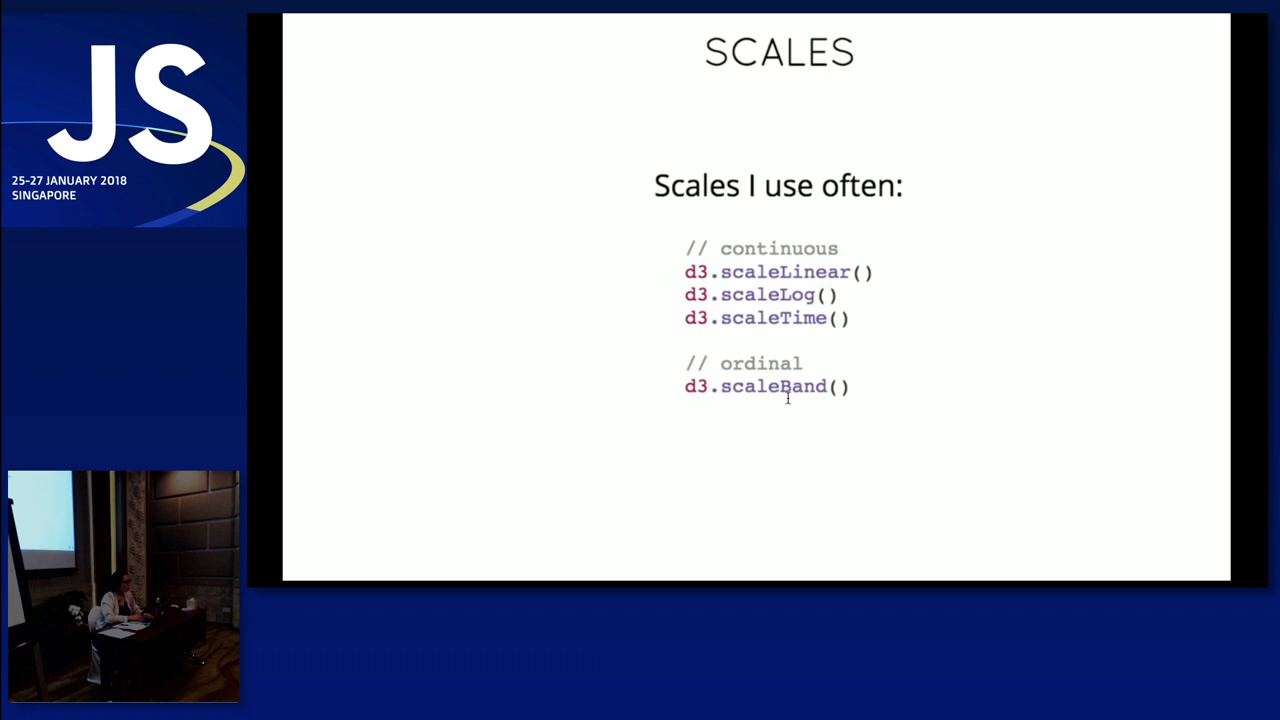 JS
25-27 JANUARY 2018
SINGAPORE
SCALES
Scales I use often:
// continuous
d3.scaleLinear()
d3.scaleLog()
d3.scaleTime()
// ordinal
d3.scaleBand()